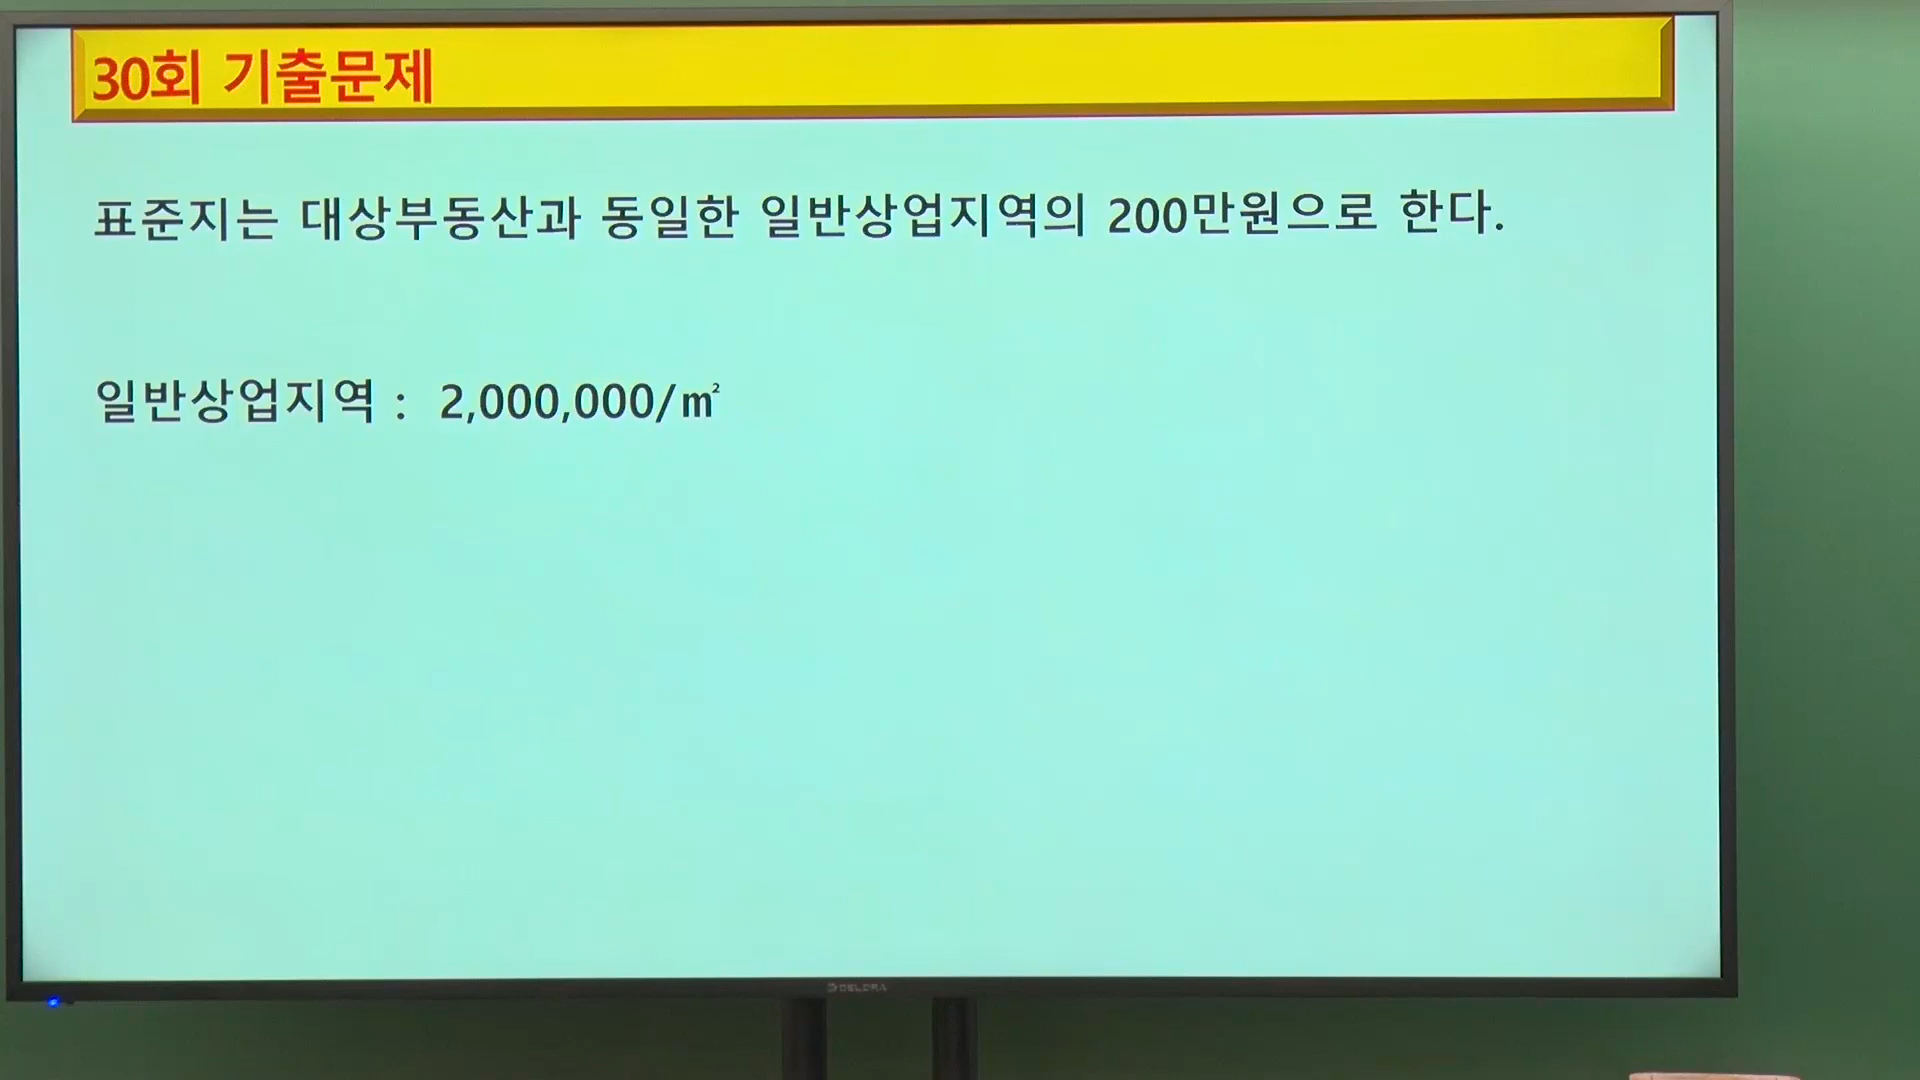 30회 기출문제
표준지는 대상부동산과 동일한 일반상업지역의 200만원으로 한다.
일반상업지역 : 2,000,000/㎡